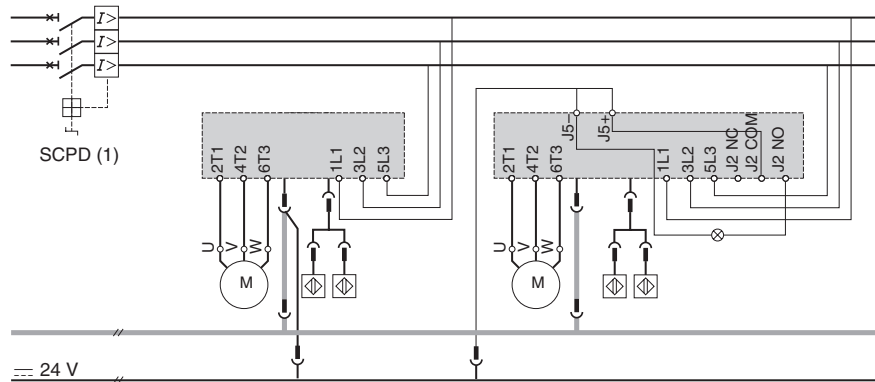 I>
I>
I>
SCPD (1)
2T1
4T2
6T3
1L1
3L2
5L3
U
V
W
M
J5–
J5+
2T1
4T2
6T3
1L1
3L2
5L3
J2 NC
J2 COM
J2 NO
U
V
W
M
24 V